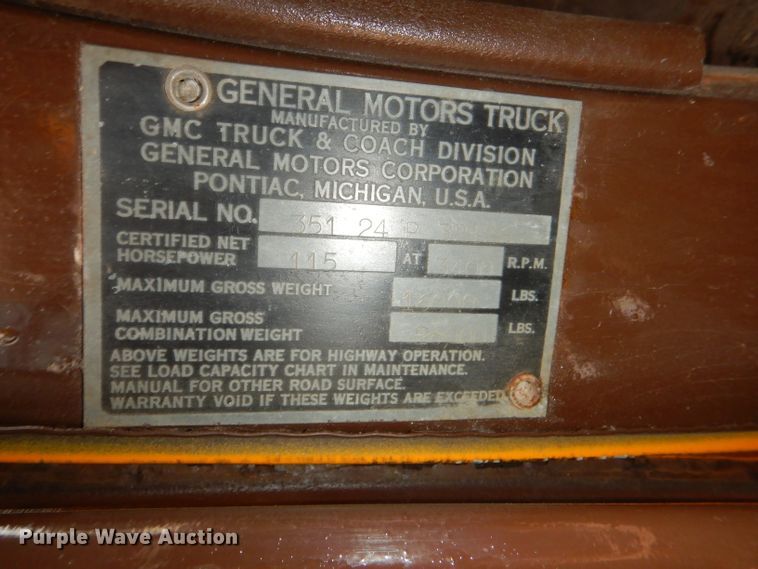 GENERAL MOTORS TRUCK
MANUFACTURED BY
GMC TRUCK & COACH DIVISION
GENERAL MOTORS CORPORATION
PONTIAC, MICHIGAN, U.S.A.
SERIAL NO. 351 24
CERTIFIED NET
HORSEPOWER 115 AT R.P.M.
MAXIMUM GROSS WEIGHT LBS.
MAXIMUM GROSS
COMBINATION WEIGHT LBS.
ABOVE WEIGHTS ARE FOR HIGHWAY OPERATION.
SEE LOAD CAPACITY CHART IN MAINTENANCE.
MANUAL FOR OTHER ROAD SURFACE.
WARRANTY VOID IF THESE WEIGHTS ARE EXCEEDED
Purple Wave Auction